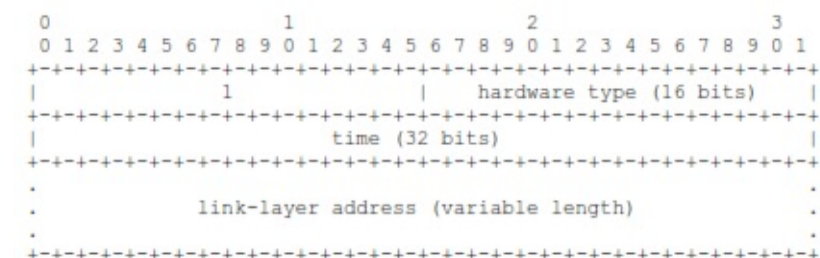 0                   1                   2                   3
 0 1 2 3 4 5 6 7 8 9 0 1 2 3 4 5 6 7 8 9 0 1 2 3 4 5 6 7 8 9 0 1
+-+-+-+-+-+-+-+-+-+-+-+-+-+-+-+-+-+-+-+-+-+-+-+-+-+-+-+-+-+-+-+-+
|               1               |    hardware type (16 bits)    |
+-+-+-+-+-+-+-+-+-+-+-+-+-+-+-+-+-+-+-+-+-+-+-+-+-+-+-+-+-+-+-+-+
|                        time (32 bits)                         |
+-+-+-+-+-+-+-+-+-+-+-+-+-+-+-+-+-+-+-+-+-+-+-+-+-+-+-+-+-+-+-+-+
.                                                               .
.             link-layer address (variable length)              .
.                                                               .
+-+-+-+-+-+-+-+-+-+-+-+-+-+-+-+-+-+-+-+-+-+-+-+-+-+-+-+-+-+-+-+-+